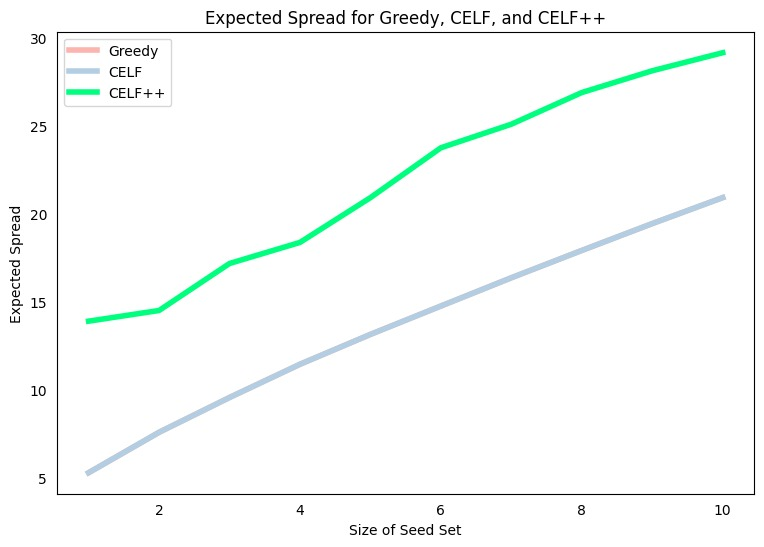 Expected Spread for Greedy, CELF, and CELF++
Greedy
CELF
CELF++
30
25
20
15
10
5
Expected Spread
2 4 6 8 10
Size of Seed Set